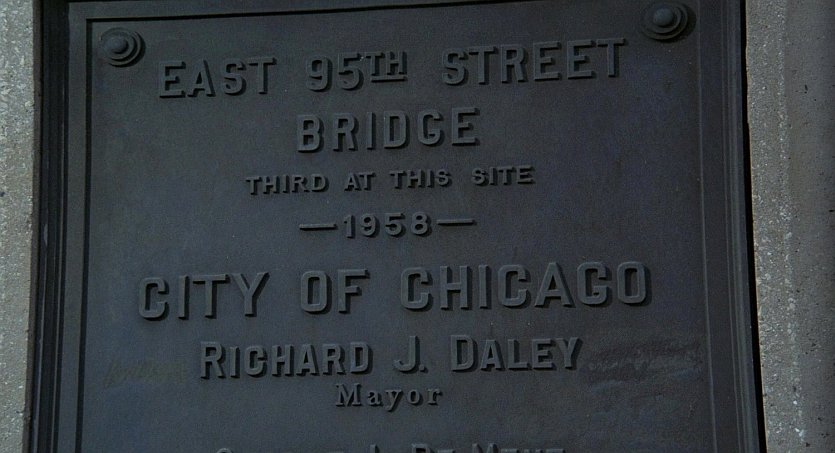 EAST 95TH STREET
BRIDGE
THIRD AT THIS SITE
—1958—
CITY OF CHICAGO
RICHARD J. DALEY
Mayor